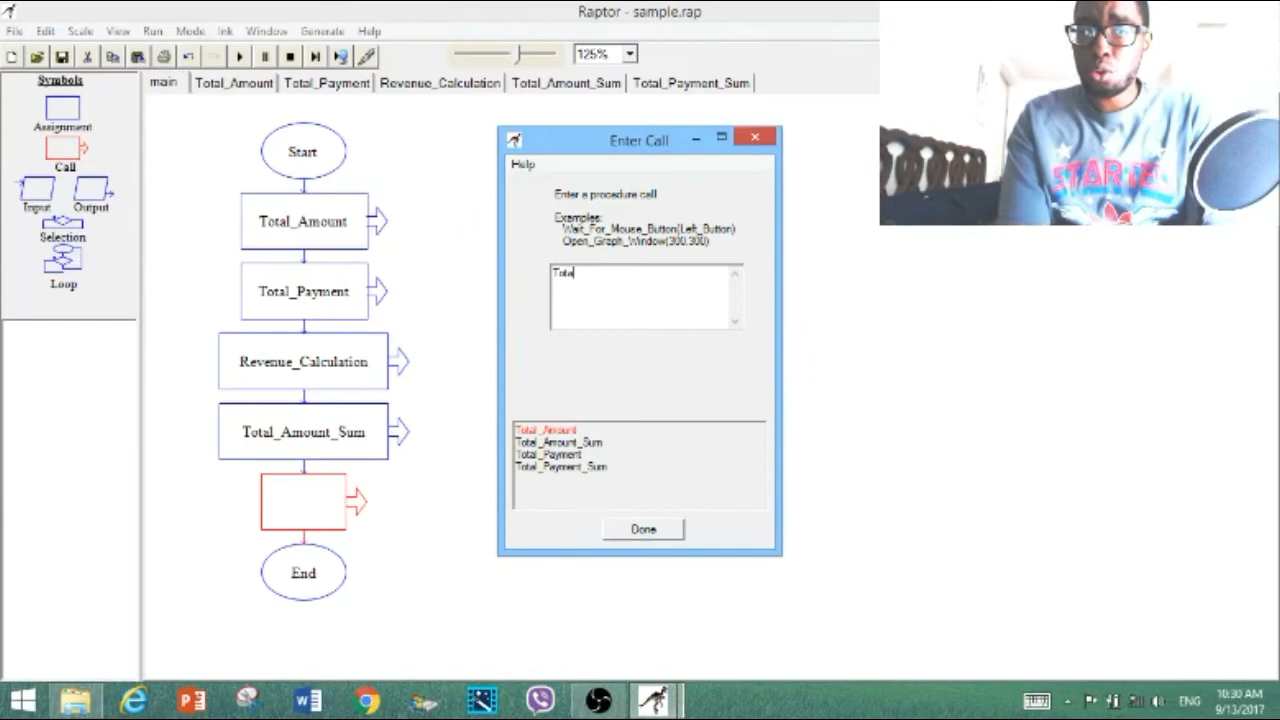 Raptor - sample.rap
File Edit Scale View Run Mode Ink Window Generate Help
125%
Symbols
main Total_Amount Total_Payment Revenue_Calculation Total_Amount_Sum Total_Payment_Sum
Assignment
Call
Input Output
Selection
Loop
Start
Total_Amount
Total_Payment
Revenue_Calculation
Total_Amount_Sum
End
Enter Call
Help
Enter a procedure call.
Examples:
Wait_For_Mouse_Button(Left_Button)
Open_Graph_Window(300,300)
Tota
Total_Amount
Total_Amount_Sum
Total_Payment
Total_Payment_Sum
Done
STARTED
ENG
10:30 AM
9/13/2017